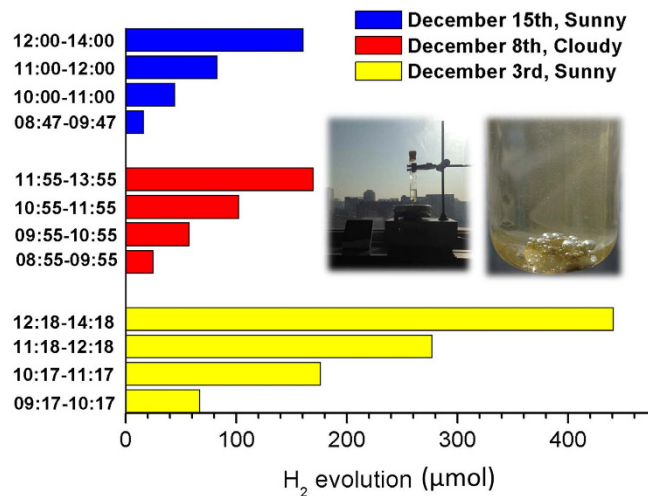 December 15th, Sunny
December 8th, Cloudy
December 3rd, Sunny
12:00-14:00
11:00-12:00
10:00-11:00
08:47-09:47
11:55-13:55
10:55-11:55
09:55-10:55
08:55-09:55
12:18-14:18
11:18-12:18
10:17-11:17
09:17-10:17
0 100 200 300 400
H₂ evolution (μmol)